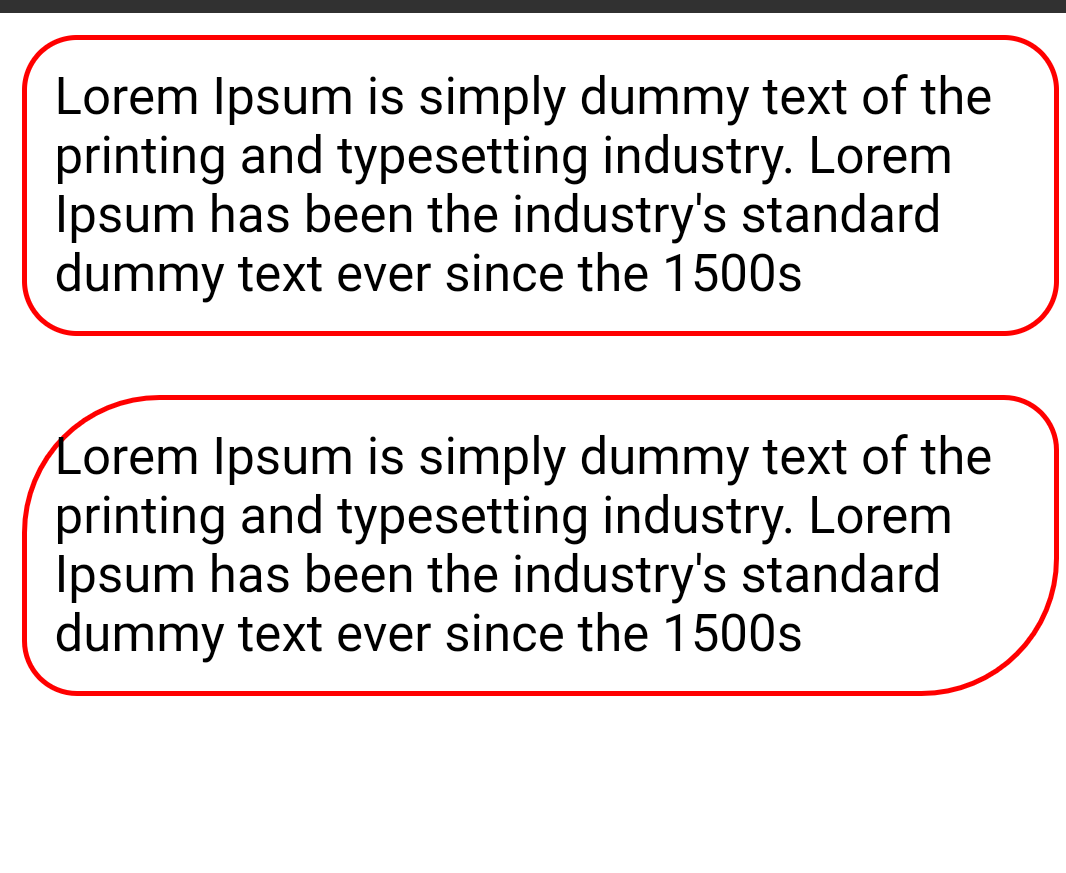 Lorem Ipsum is simply dummy text of the
printing and typesetting industry. Lorem
Ipsum has been the industry's standard
dummy text ever since the 1500s
Lorem Ipsum is simply dummy text of the
printing and typesetting industry. Lorem
Ipsum has been the industry's standard
dummy text ever since the 1500s